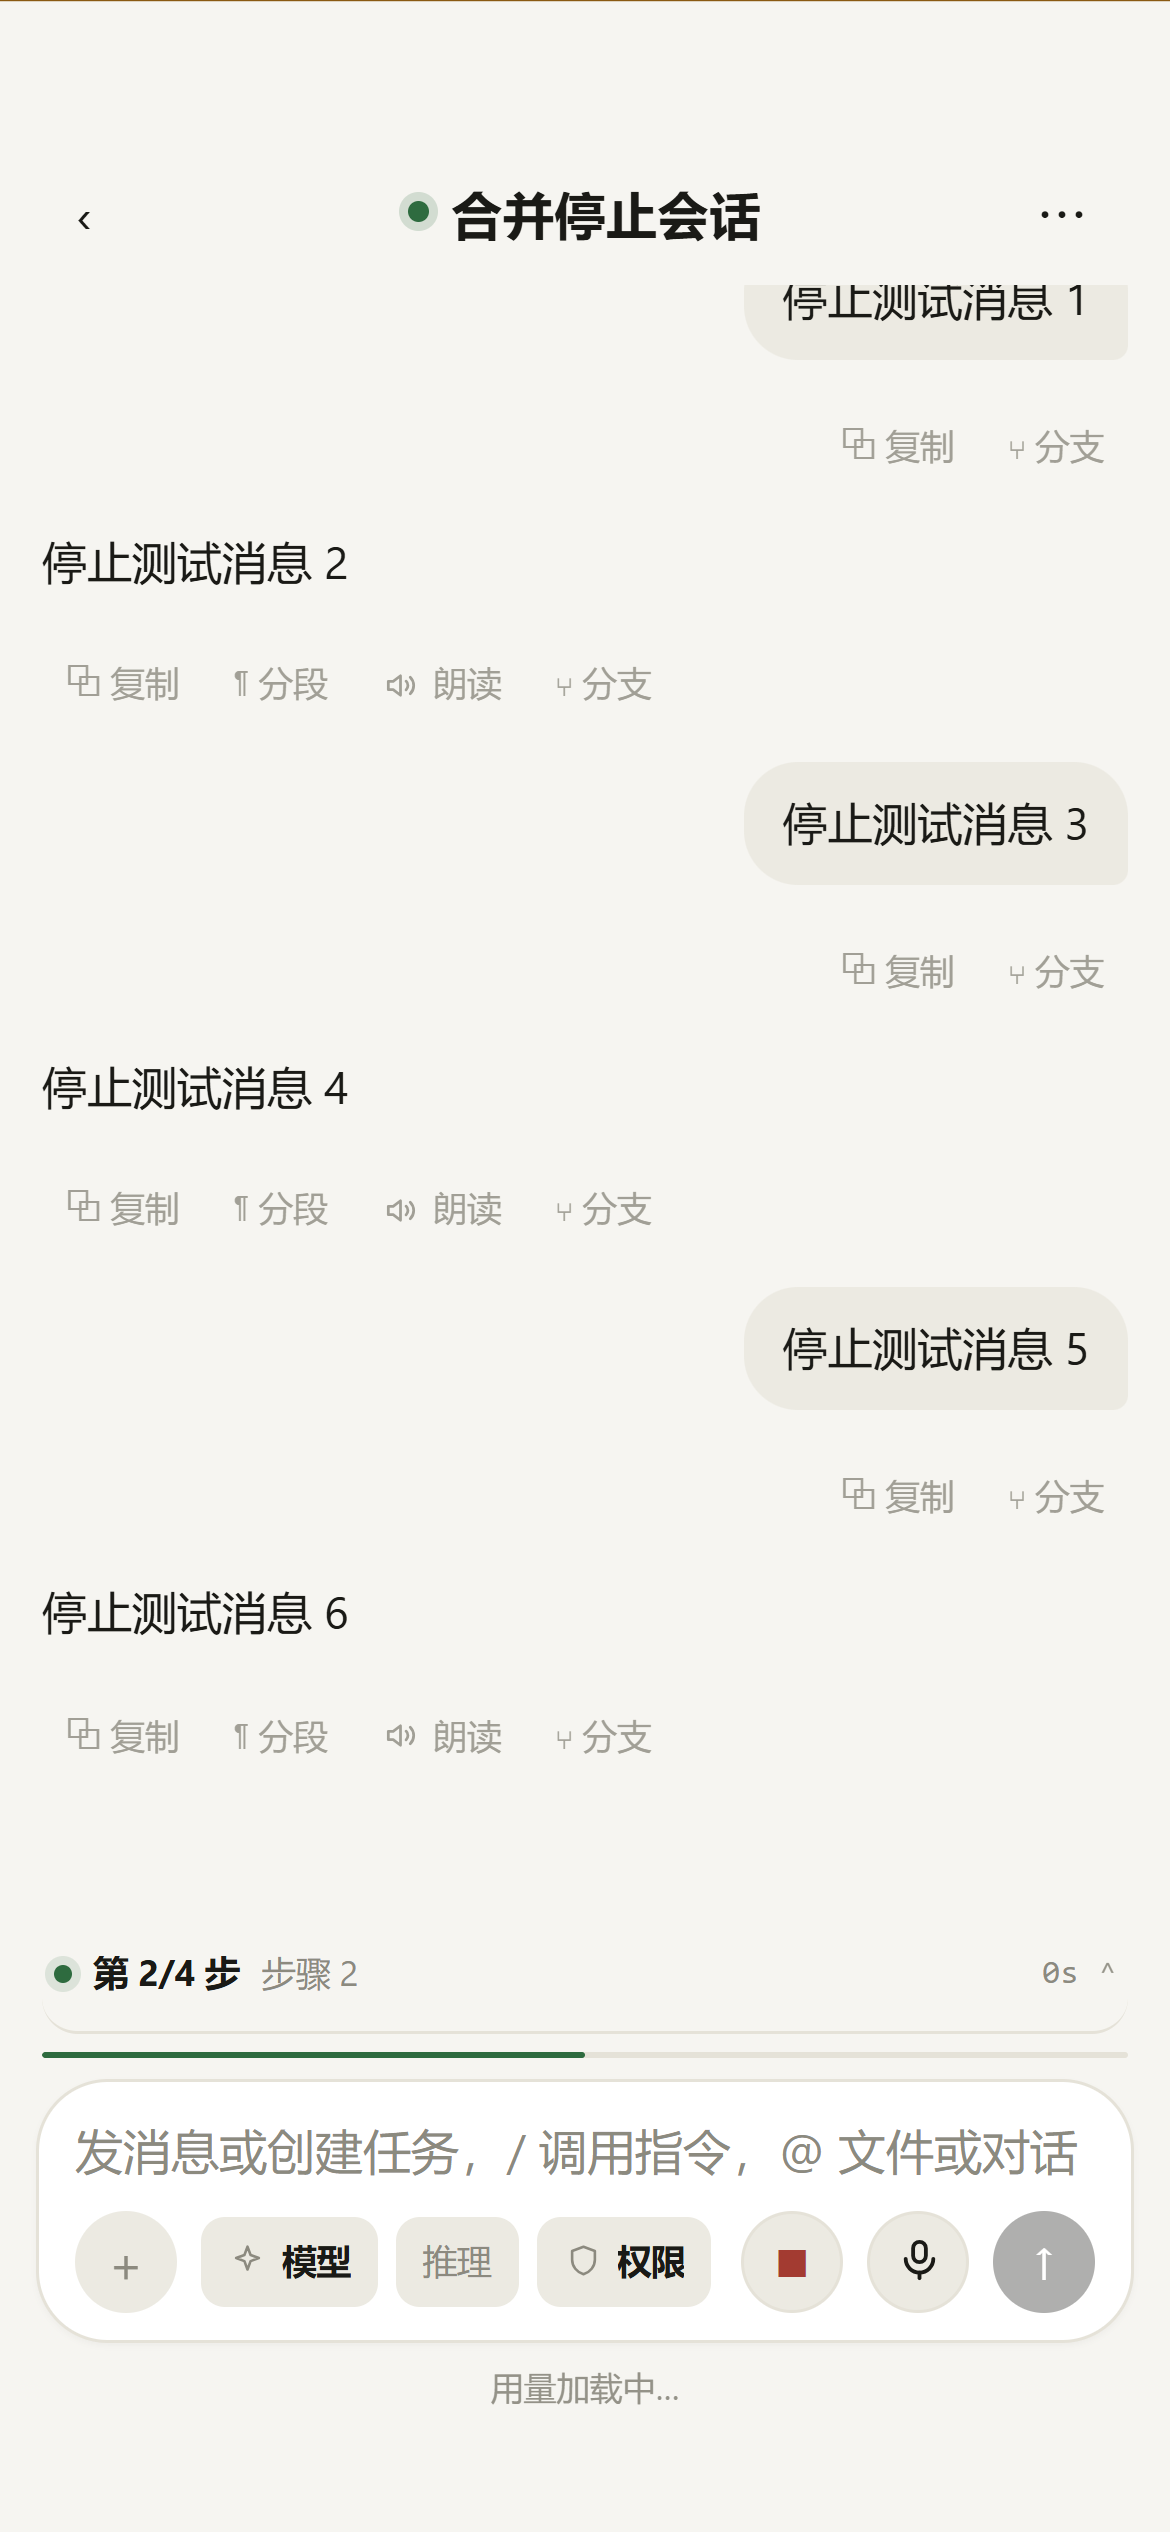 合并停止会话
停止测试消息 1
复制 分支
停止测试消息 2
复制 分段 朗读 分支
停止测试消息 3
复制 分支
停止测试消息 4
复制 分段 朗读 分支
停止测试消息 5
复制 分支
停止测试消息 6
复制 分段 朗读 分支
第 2/4 步 步骤 2 0s
发消息或创建任务，/ 调用指令，@ 文件或对话
模型 推理 权限
用量加载中...